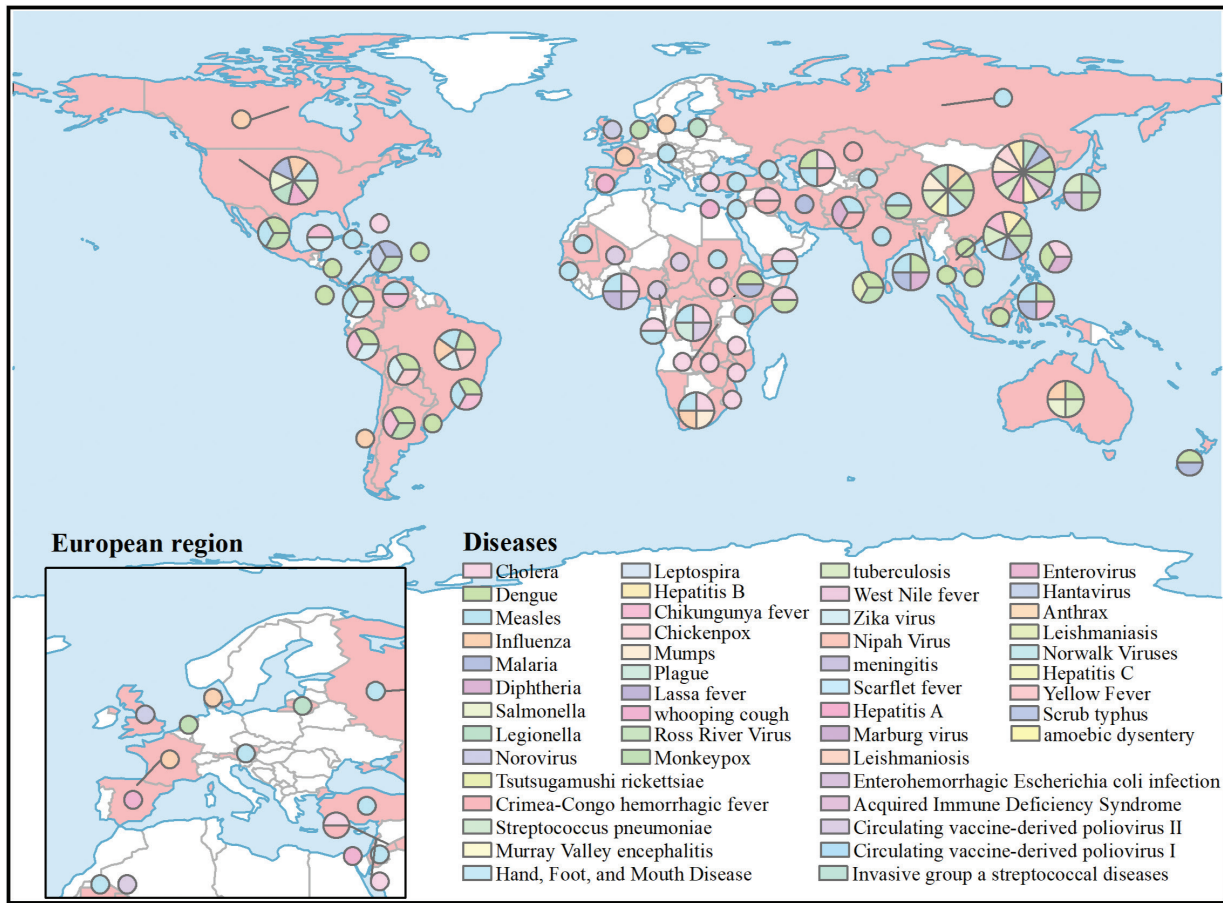 European region
Diseases
Cholera
Dengue
Measles
Influenza
Malaria
Diphtheria
Salmonella
Legionella
Norovirus
Tsutsugamushi rickettsiae
Crimea-Congo hemorrhagic fever
Streptococcus pneumoniae
Murray Valley encephalitis
Hand, Foot, and Mouth Disease
Leptospira
Hepatitis B
Chikungunya fever
Chickenpox
Mumps
Plague
Lassa fever
whooping cough
Ross River Virus
Monkeypox
tuberculosis
West Nile fever
Zika virus
Nipah Virus
meningitis
Scarflet fever
Hepatitis A
Marburg virus
Leishmaniosis
Enterohemorrhagic Escherichia coli infection
Acquired Immune Deficiency Syndrome
Circulating vaccine-derived poliovirus II
Circulating vaccine-derived poliovirus I
Invasive group a streptococcal diseases
Enterovirus
Hantavirus
Anthrax
Leishmaniasis
Norwalk Viruses
Hepatitis C
Yellow Fever
Scrub typhus
amoebic dysentery